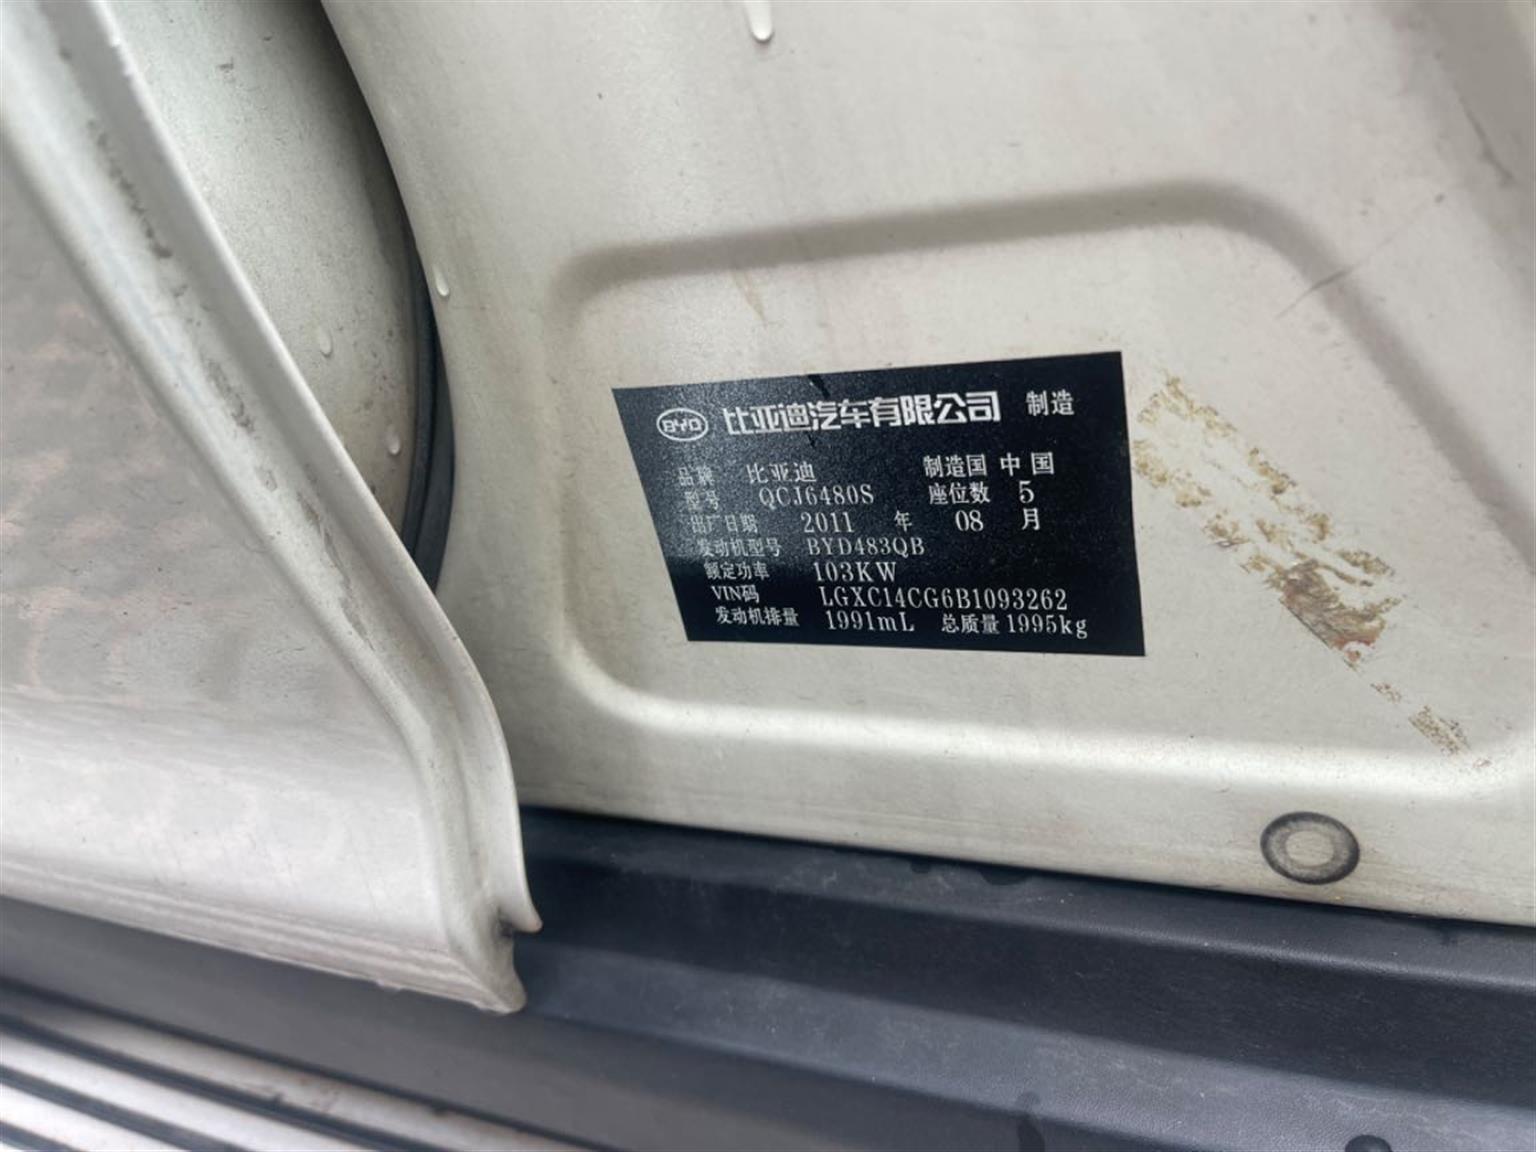 BYD 比亚迪汽车有限公司 制造
品牌 比亚迪 制造国 中国
型号 QCJ6480S 座位数 5
出厂日期 2011 年 08 月
发动机型号 BYD483QB
额定功率 103KW
VIN码 LGXC14CG6B1093262
发动机排量 1991mL 总质量 1995kg